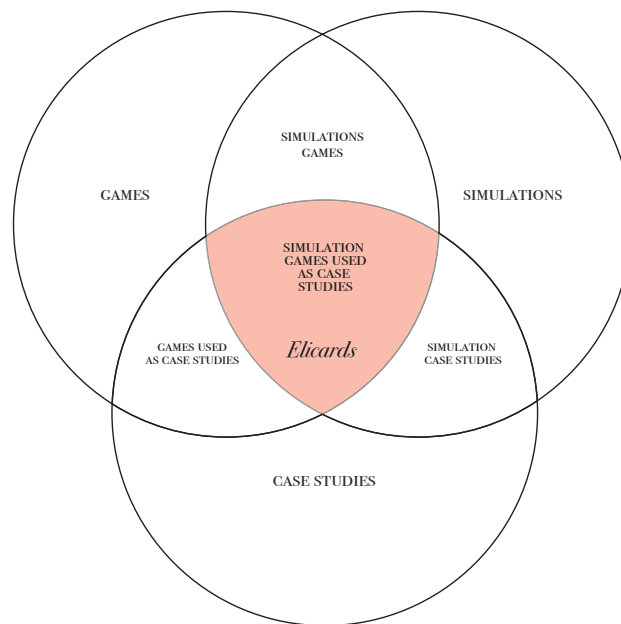 SIMULATIONS
GAMES
GAMES
SIMULATIONS
SIMULATION
GAMES USED
AS CASE
STUDIES
GAMES USED
AS CASE STUDIES
Elicards
SIMULATION
CASE STUDIES
CASE STUDIES